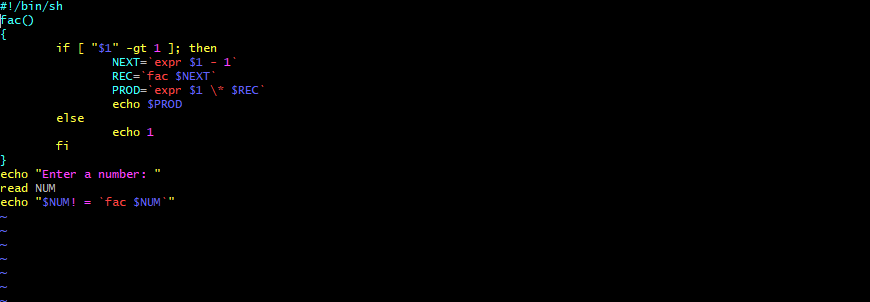 #!/bin/sh
fac()
{
        if [ "$1" -gt 1 ]; then
                NEXT=`expr $1 - 1`
                REC=`fac $NEXT`
                PROD=`expr $1 \* $REC`
                echo $PROD
        else
                echo 1
        fi
}
echo "Enter a number: "
read NUM
echo "$NUM! = `fac $NUM`"
~
~
~
~
~
~
~